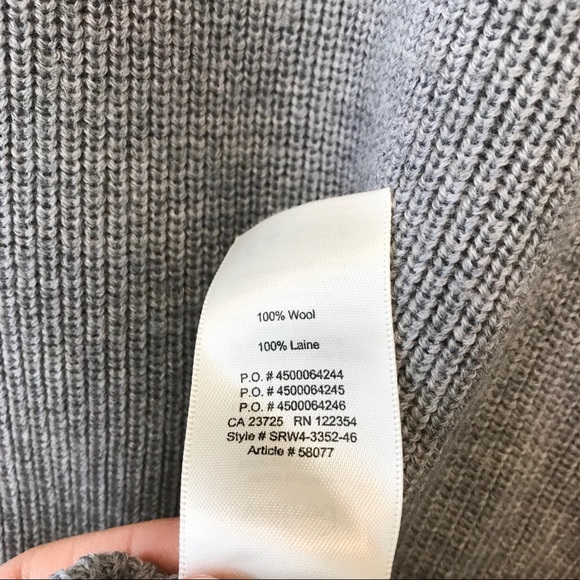 100% Wool
100% Laine
P.O. # 4500064244
P.O. # 4500064245
P.O. # 4500064246
CA 23725 RN 122354
Style # SRW4-3352-46
Article # 58077